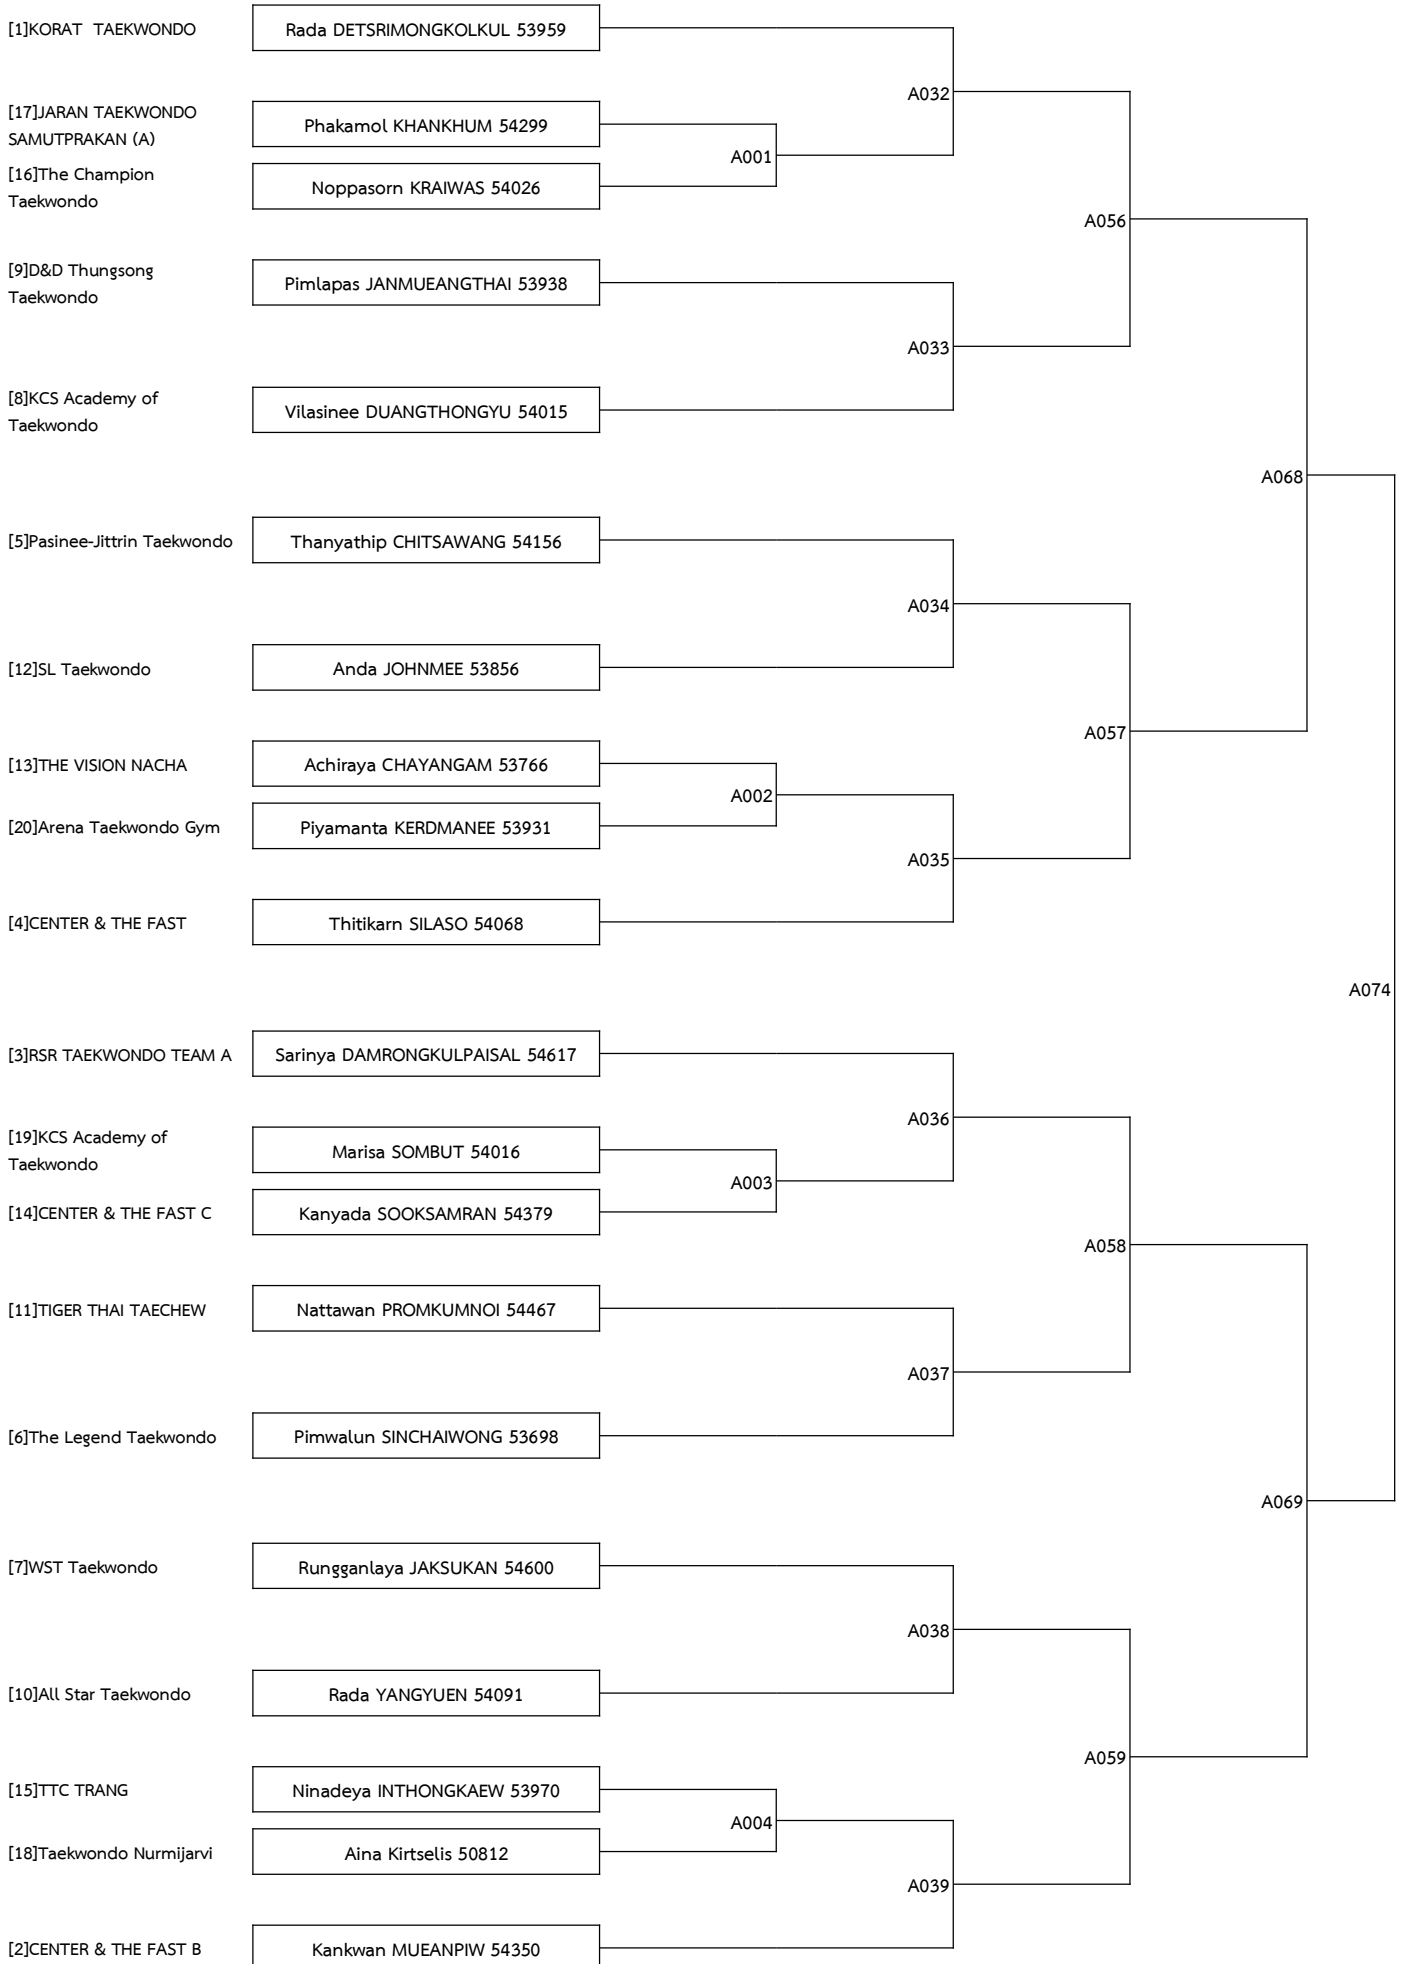 [1]KORAT  TAEKWONDO
Rada DETSRIMONGKOLKUL 53959
A032
[17]JARAN TAEKWONDO
SAMUTPRAKAN (A)
Phakamol KHANKHUM 54299
A001
[16]The Champion
Taekwondo
Noppasorn KRAIWAS 54026
A056
[9]D&D Thungsong
Taekwondo
Pimlapas JANMUEANGTHAI 53938
A033
[8]KCS Academy of
Taekwondo
Vilasinee DUANGTHONGYU 54015
A068
[5]Pasinee-Jittrin Taekwondo
Thanyathip CHITSAWANG 54156
A034
[12]SL Taekwondo
Anda JOHNMEE 53856
A057
[13]THE VISION NACHA
Achiraya CHAYANGAM 53766
A002
[20]Arena Taekwondo Gym
Piyamanta KERDMANEE 53931
A035
[4]CENTER & THE FAST
Thitikarn SILASO 54068
A074
[3]RSR TAEKWONDO TEAM A
Sarinya DAMRONGKULPAISAL 54617
A036
[19]KCS Academy of
Taekwondo
Marisa SOMBUT 54016
A003
[14]CENTER & THE FAST C
Kanyada SOOKSAMRAN 54379
A058
[11]TIGER THAI TAECHEW
Nattawan PROMKUMNOI 54467
A037
[6]The Legend Taekwondo
Pimwalun SINCHAIWONG 53698
A069
[7]WST Taekwondo
Rungganlaya JAKSUKAN 54600
A038
[10]All Star Taekwondo
Rada YANGYUEN 54091
A059
[15]TTC TRANG
Ninadeya INTHONGKAEW 53970
A004
[18]Taekwondo Nurmijarvi
Aina Kirtselis 50812
A039
[2]CENTER & THE FAST B
Kankwan MUEANPIW 54350